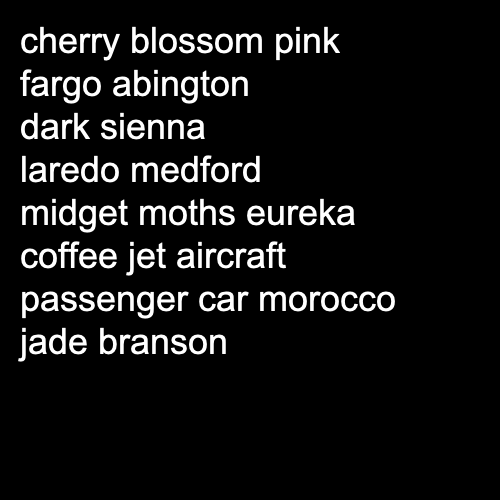 cherry blossom pink
fargo abington
dark sienna
laredo medford
midget moths eureka
coffee jet aircraft
passenger car morocco
jade branson